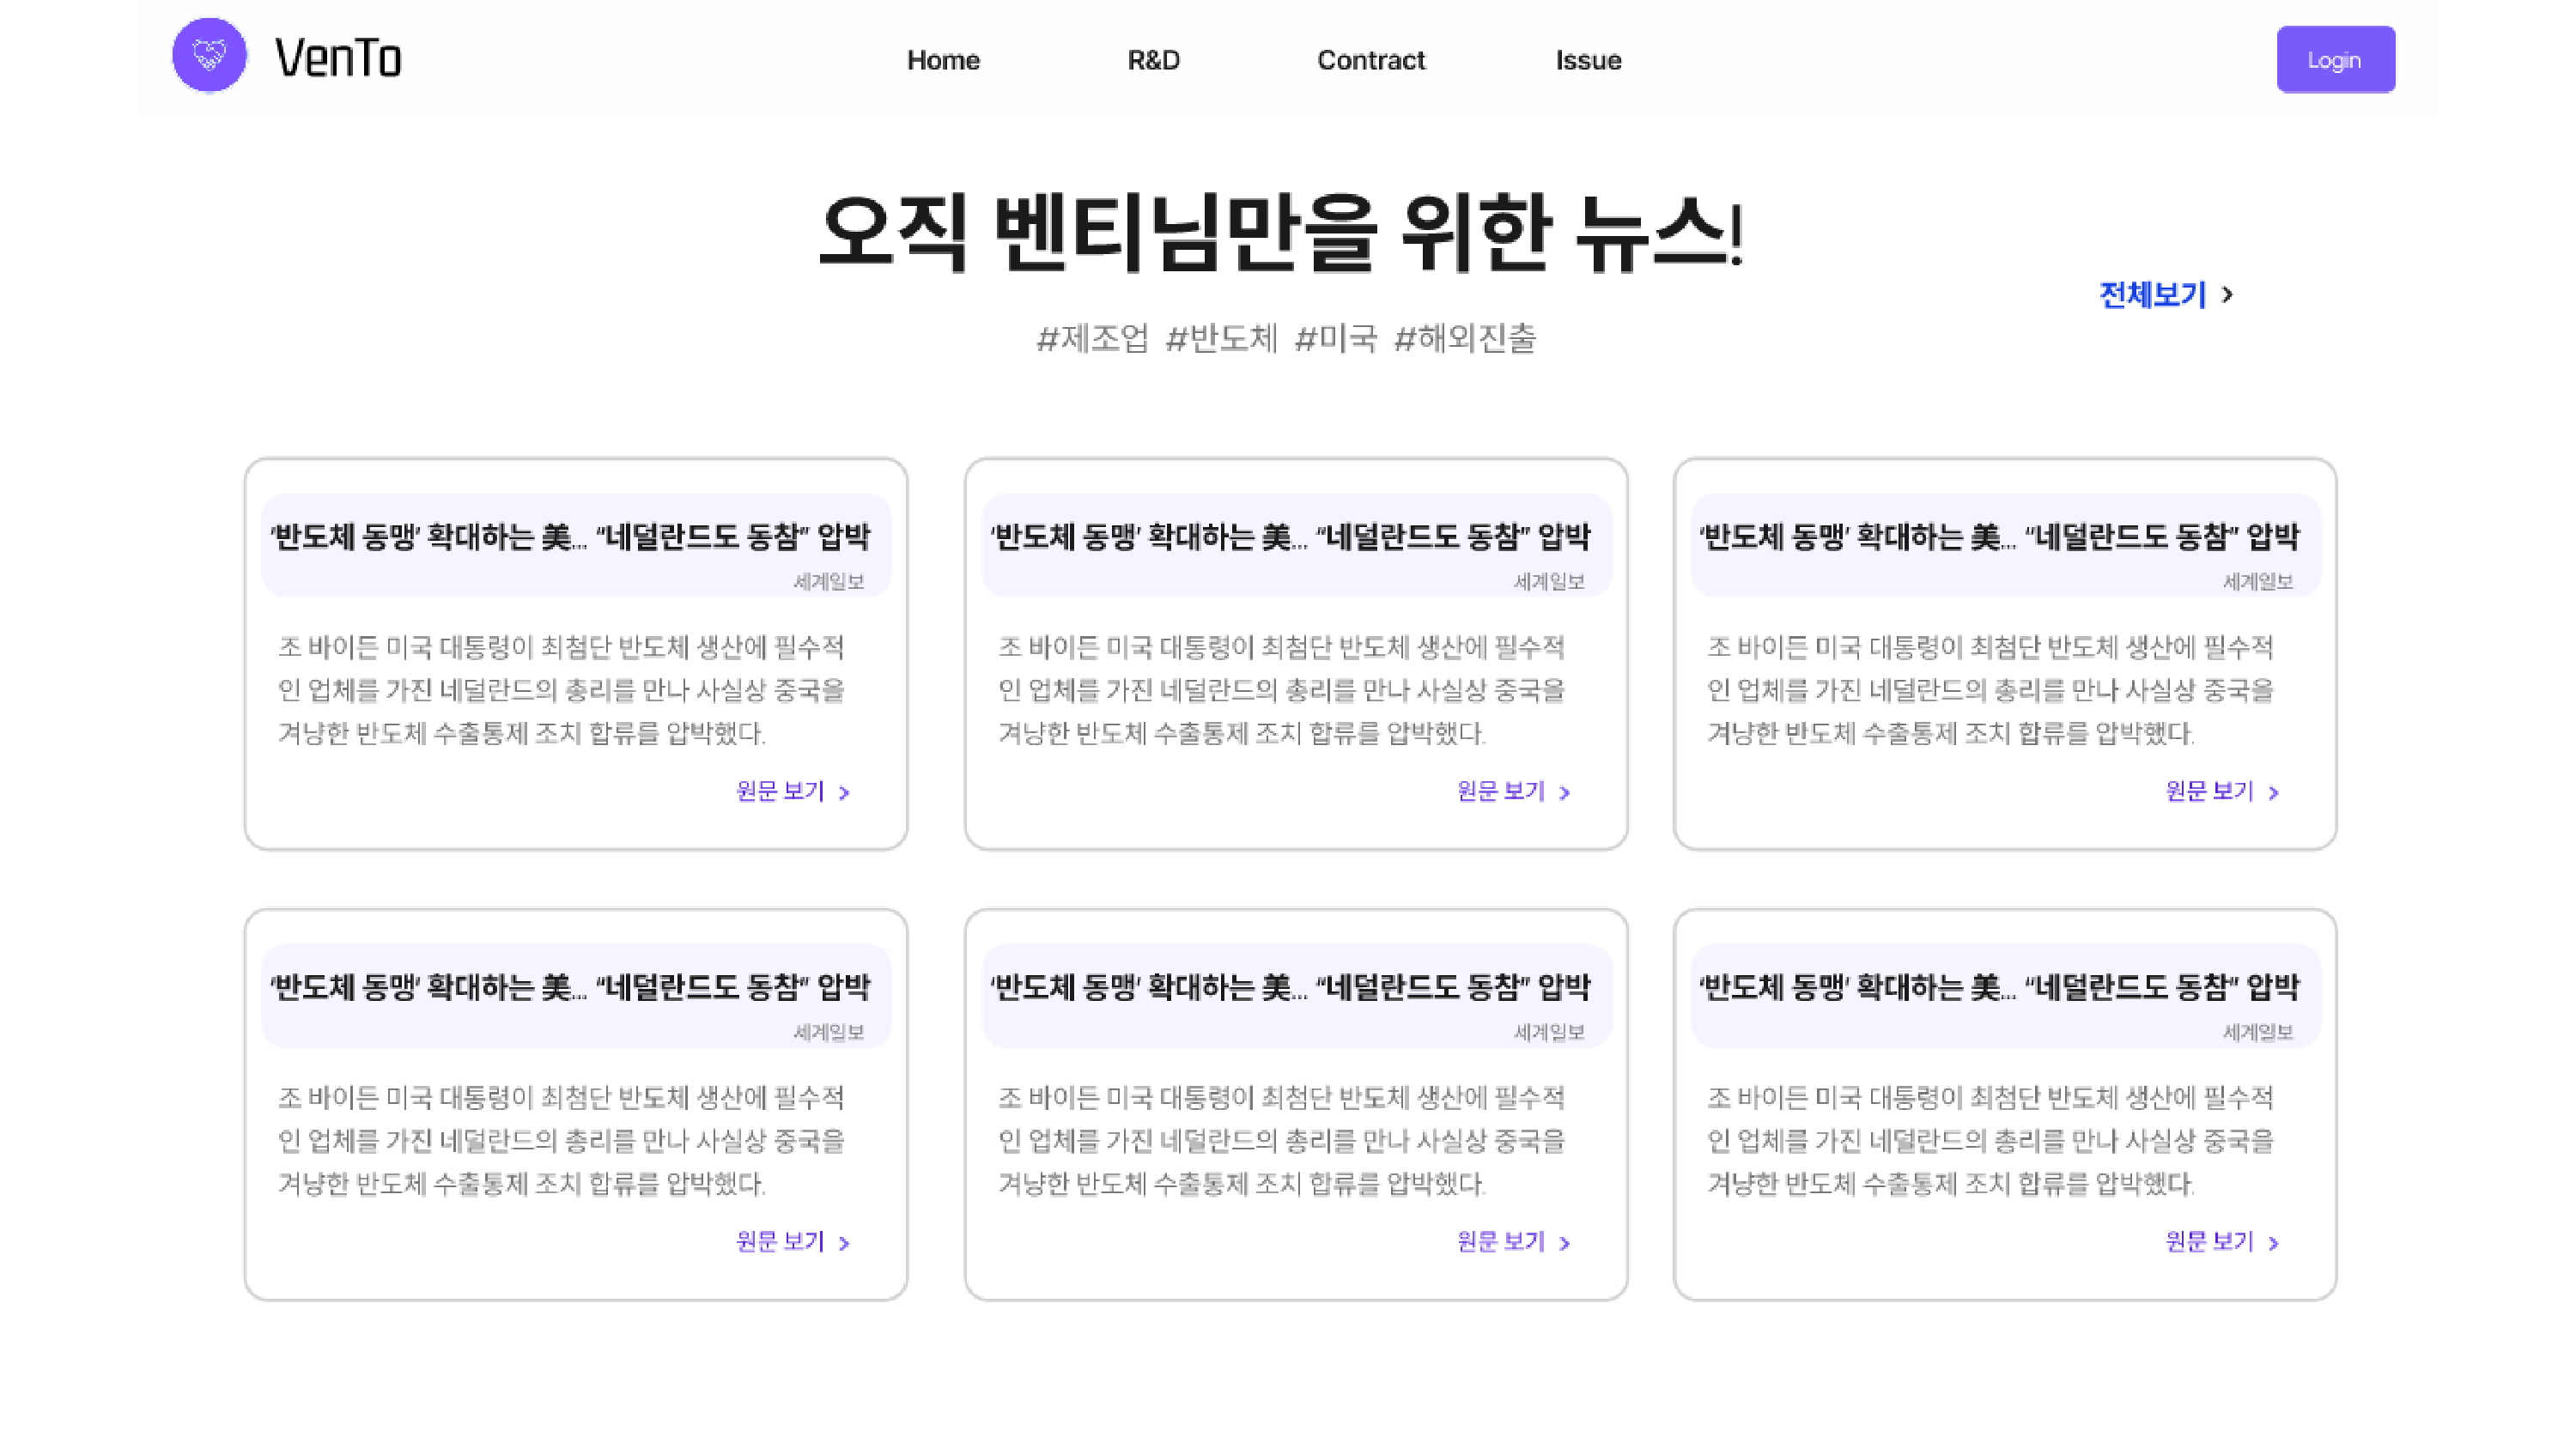 VenTo
Home R&D Contract Issue
Login
오직 벤티님만을 위한 뉴스!
전체보기 >
#제조업 #반도체 #미국 #해외진출
‘반도체 동맹’ 확대하는 美... “네덜란드도 동참” 압박
세계일보
조 바이든 미국 대통령이 최첨단 반도체 생산에 필수적
인 업체를 가진 네덜란드의 총리를 만나 사실상 중국을
겨냥한 반도체 수출통제 조치 합류를 압박했다.
원문 보기 >
‘반도체 동맹’ 확대하는 美... “네덜란드도 동참” 압박
세계일보
조 바이든 미국 대통령이 최첨단 반도체 생산에 필수적
인 업체를 가진 네덜란드의 총리를 만나 사실상 중국을
겨냥한 반도체 수출통제 조치 합류를 압박했다.
원문 보기 >
‘반도체 동맹’ 확대하는 美... “네덜란드도 동참” 압박
세계일보
조 바이든 미국 대통령이 최첨단 반도체 생산에 필수적
인 업체를 가진 네덜란드의 총리를 만나 사실상 중국을
겨냥한 반도체 수출통제 조치 합류를 압박했다.
원문 보기 >
‘반도체 동맹’ 확대하는 美... “네덜란드도 동참” 압박
세계일보
조 바이든 미국 대통령이 최첨단 반도체 생산에 필수적
인 업체를 가진 네덜란드의 총리를 만나 사실상 중국을
겨냥한 반도체 수출통제 조치 합류를 압박했다.
원문 보기 >
‘반도체 동맹’ 확대하는 美... “네덜란드도 동참” 압박
세계일보
조 바이든 미국 대통령이 최첨단 반도체 생산에 필수적
인 업체를 가진 네덜란드의 총리를 만나 사실상 중국을
겨냥한 반도체 수출통제 조치 합류를 압박했다.
원문 보기 >
‘반도체 동맹’ 확대하는 美... “네덜란드도 동참” 압박
세계일보
조 바이든 미국 대통령이 최첨단 반도체 생산에 필수적
인 업체를 가진 네덜란드의 총리를 만나 사실상 중국을
겨냥한 반도체 수출통제 조치 합류를 압박했다.
원문 보기 >